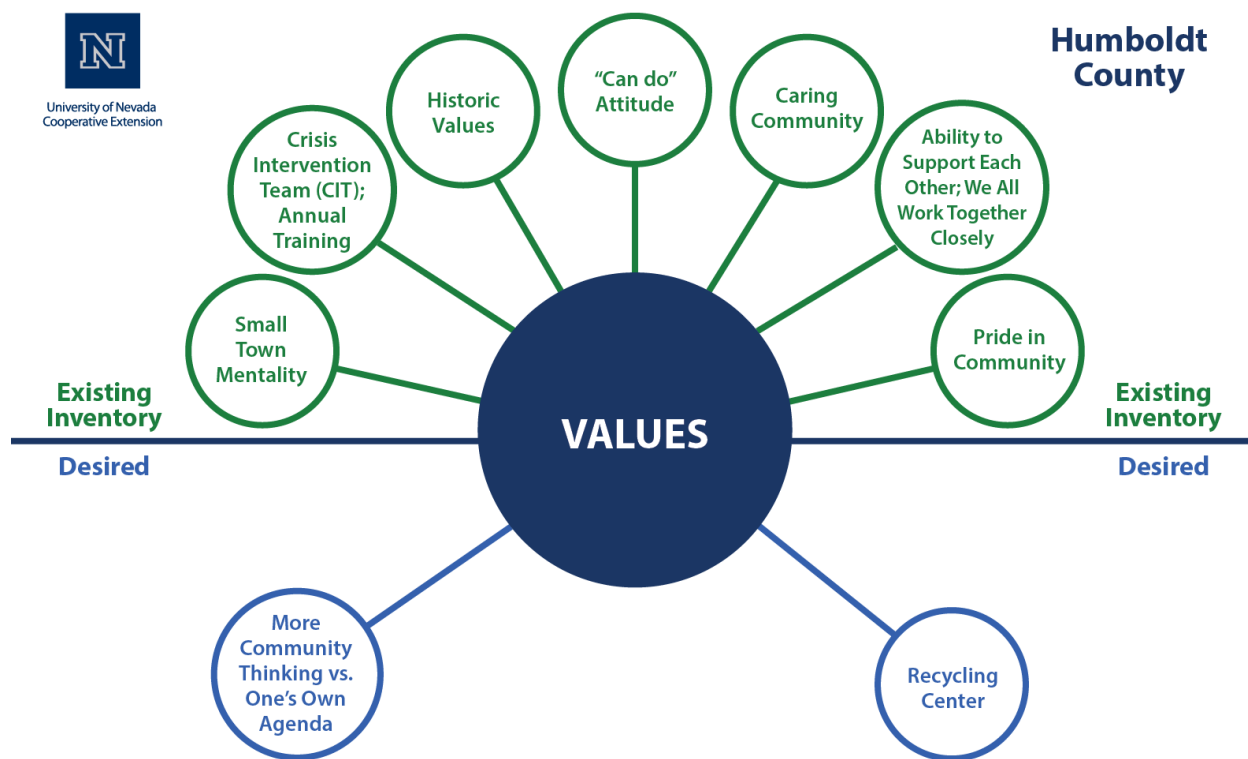 N
University of Nevada
Cooperative Extension
Humboldt
County
"Can do"
Attitude
Historic
Values
Caring
Community
Crisis
Intervention
Team (CIT);
Annual
Training
Ability to
Support Each
Other; We All
Work Together
Closely
Small
Town
Mentality
Pride in
Community
Existing
Inventory
Existing
Inventory
VALUES
Desired
Desired
More
Community
Thinking vs.
One's Own
Agenda
Recycling
Center